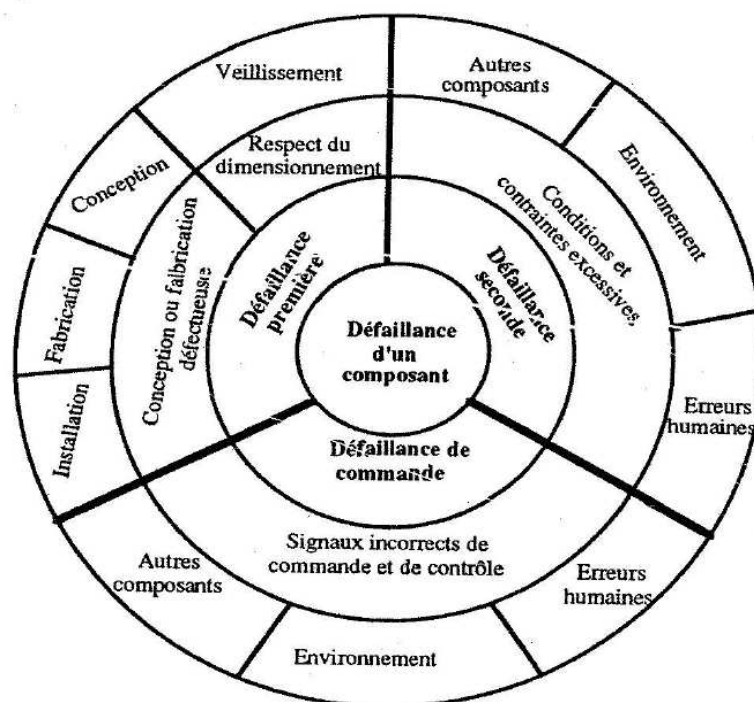 Veillissement
Autres
composants
Respect du
dimensionnement
Conception
Environnement
Conditions et
contraintes excessives,
Défaillance
première
Défaillance
seconde
Conception ou falbrication
défectueuse
Fabrication
Défaillance
d'un
composant
Installation
Erreurs
humaines
Défaillance de
commande
Signaux incorrects de
commande et de contrôle
Autres
composants
Erreurs
humaines
Environnement